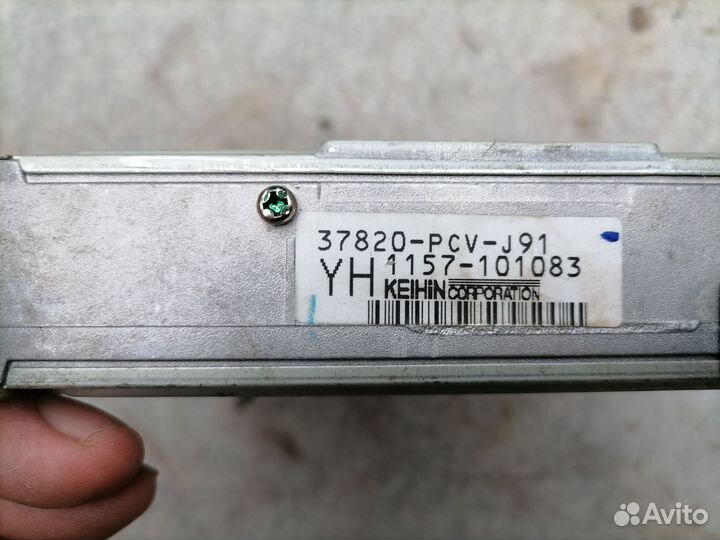 37820-PCV-J91
YH 1157-101083
KEIHIN CORPORATION
Avito